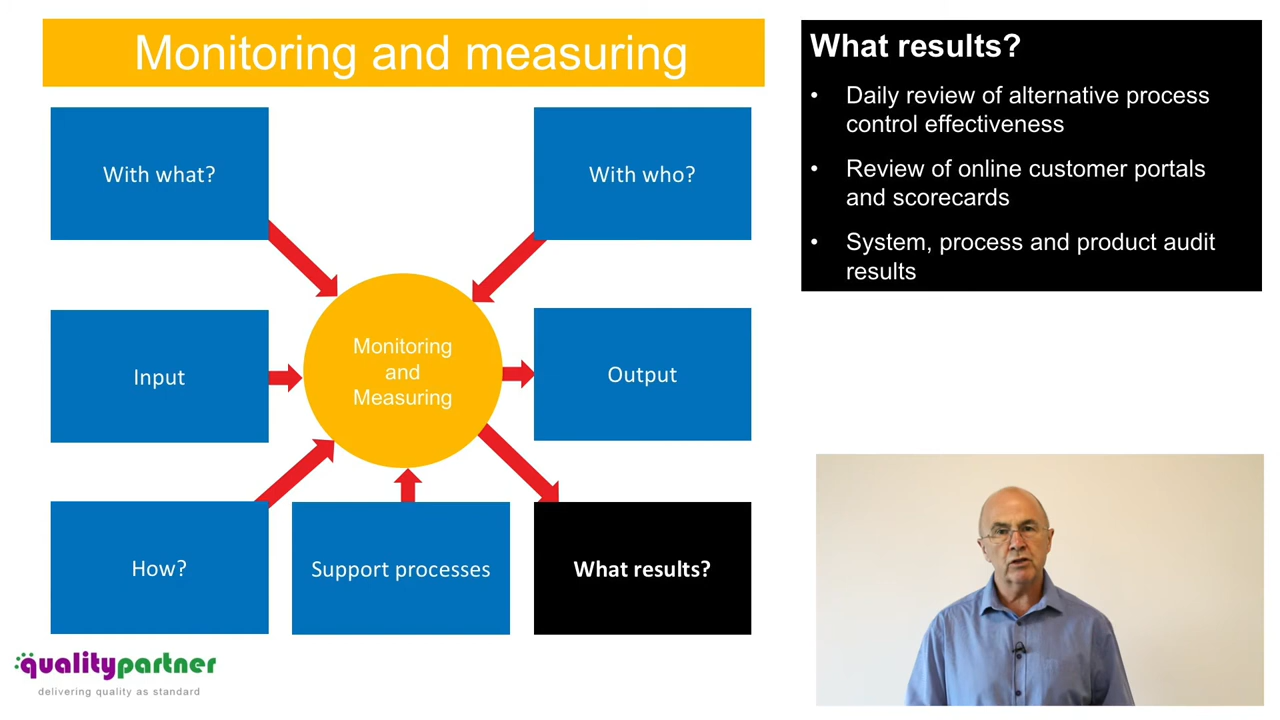 Monitoring and measuring
With what?
With who?
Input
Monitoring
and
Measuring
Output
How?
Support processes
What results?
qualitypartner
delivering quality as standard
What results?
• Daily review of alternative process
control effectiveness
• Review of online customer portals
and scorecards
• System, process and product audit
results